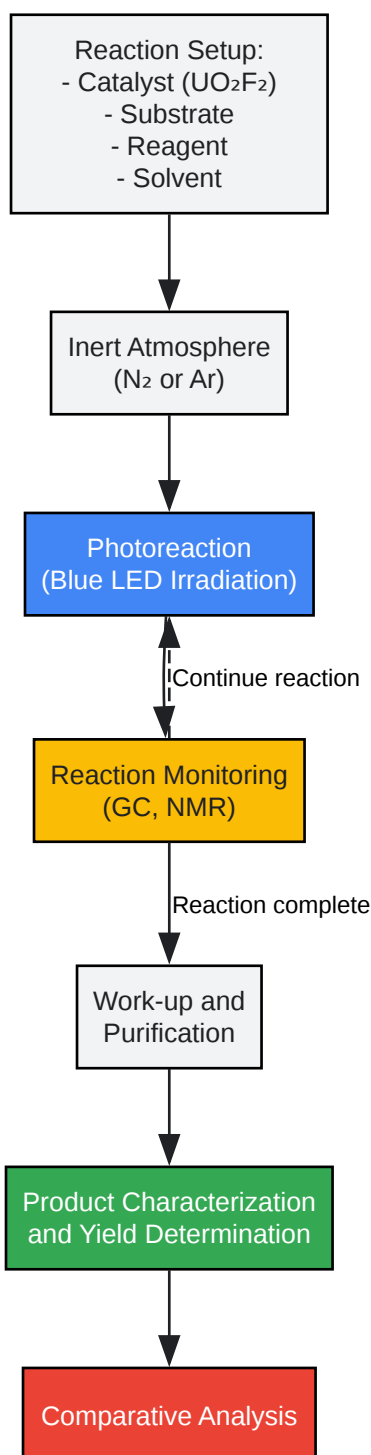 Reaction Setup:
- Catalyst (UO₂F₂)
- Substrate
- Reagent
- Solvent
Inert Atmosphere
(N₂ or Ar)
Photoreaction
(Blue LED Irradiation)
Continue reaction
Reaction Monitoring
(GC, NMR)
Reaction complete
Work-up and
Purification
Product Characterization
and Yield Determination
Comparative Analysis